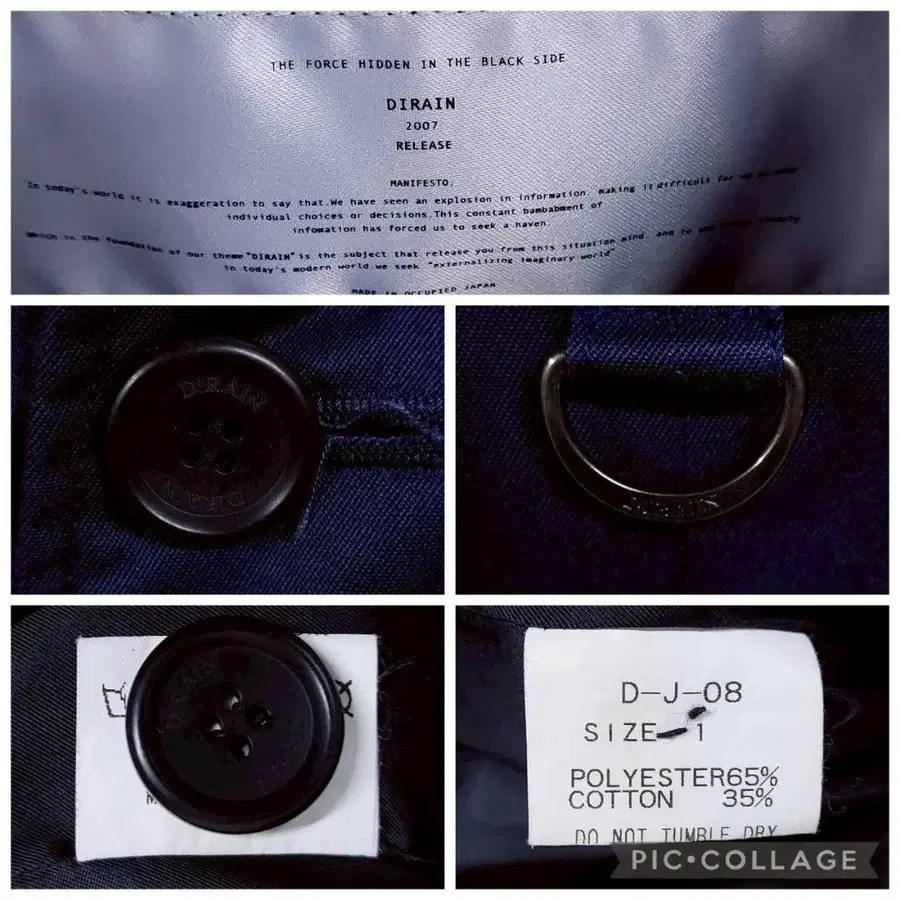 THE FORCE HIDDEN IN THE BLACK SIDE
DIRAIN
2007
RELEASE
MANIFESTO.
In today's world it is exaggeration to say that.We have seen an explosion in information. making it difficult for
individual choices or decisions.This constant bambabment of
infomation has forced us to seek a haven.
Which is the foundation of our theme"DIRAIN"is the subject that release you from this situation mind. and to
in today's modern world.we seek "externalizing imaginary world"
MADE IN OCCUPIED JAPAN
DIRAIN
DIRAIN
DIRAIN
D-J-08
SIZE 1
POLYESTER65%
COTTON 35%
DO NOT TUMBLE DRY
PIC•COLLAGE